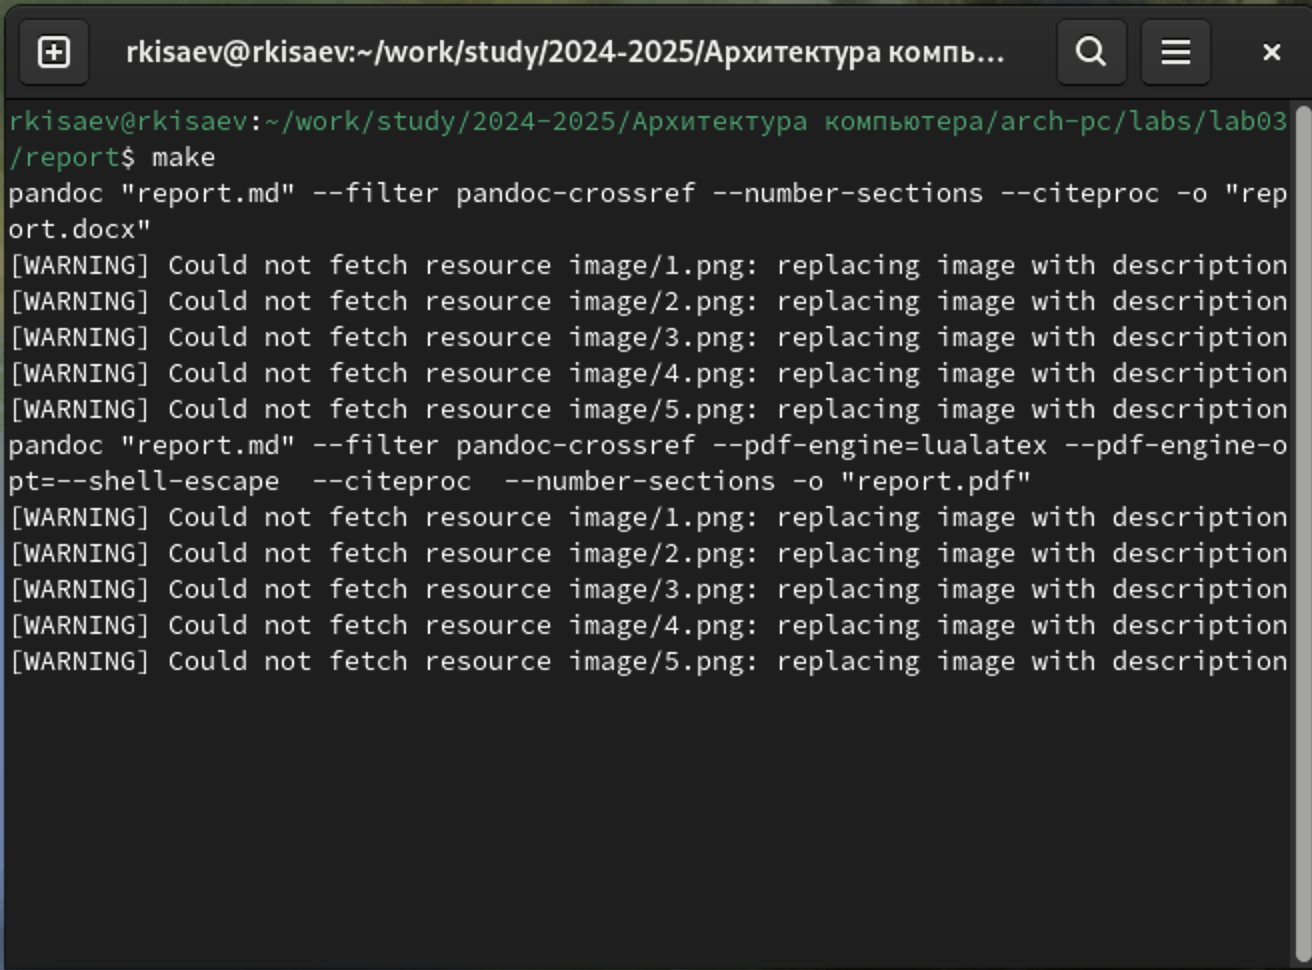 rkisaev@rkisaev:~/work/study/2024-2025/Архитектура компь...
rkisaev@rkisaev:~/work/study/2024-2025/Архитектура компьютера/arch-pc/labs/lab03
/report$ make
pandoc "report.md" --filter pandoc-crossref --number-sections --citeproc -o "rep
ort.docx"
[WARNING] Could not fetch resource image/1.png: replacing image with description
[WARNING] Could not fetch resource image/2.png: replacing image with description
[WARNING] Could not fetch resource image/3.png: replacing image with description
[WARNING] Could not fetch resource image/4.png: replacing image with description
[WARNING] Could not fetch resource image/5.png: replacing image with description
pandoc "report.md" --filter pandoc-crossref --pdf-engine=lualatex --pdf-engine-o
pt=--shell-escape  --citeproc  --number-sections -o "report.pdf"
[WARNING] Could not fetch resource image/1.png: replacing image with description
[WARNING] Could not fetch resource image/2.png: replacing image with description
[WARNING] Could not fetch resource image/3.png: replacing image with description
[WARNING] Could not fetch resource image/4.png: replacing image with description
[WARNING] Could not fetch resource image/5.png: replacing image with description